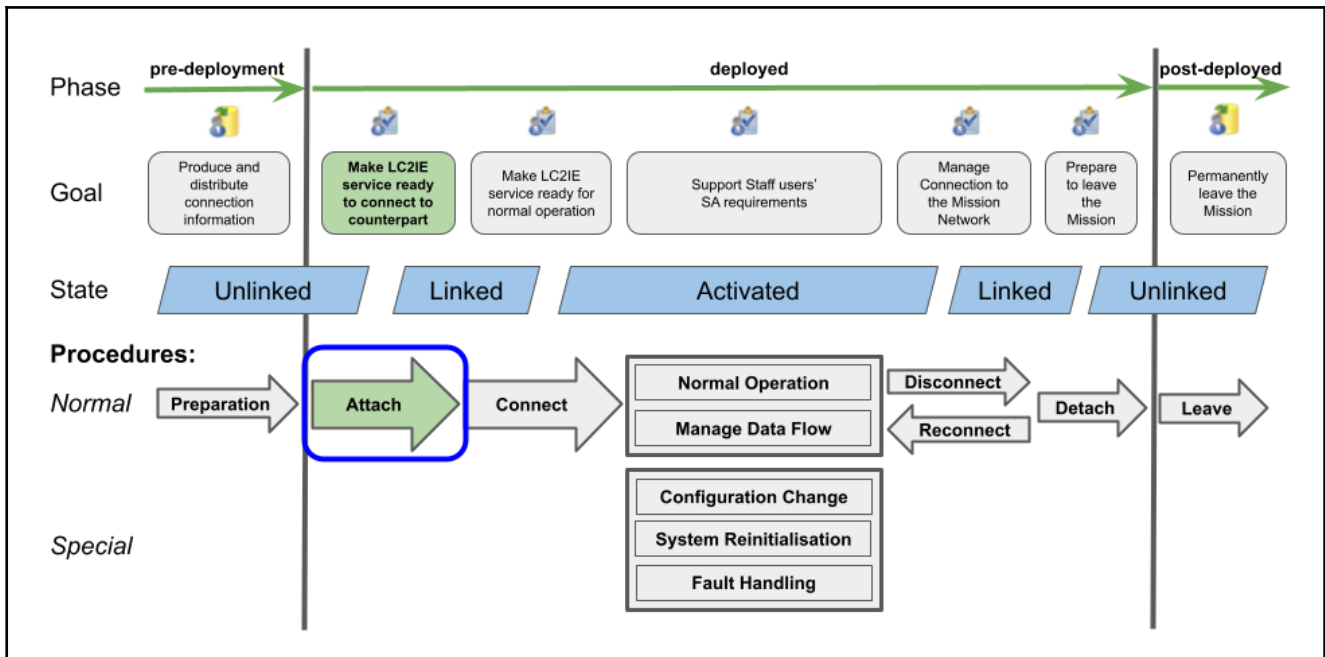 pre-deployment
deployed
post-deployed
Phase
Goal
Produce and
distribute
connection
information
Make LC2IE
service ready
to connect to
counterpart
Make LC2IE
service ready for
normal operation
Support Staff users'
SA requirements
Manage
Connection to
the Mission
Network
Prepare
to leave
the
Mission
Permanently
leave the
Mission
State
Unlinked
Linked
Activated
Linked
Unlinked
Procedures:
Normal
Preparation
Attach
Connect
Normal Operation
Manage Data Flow
Disconnect
Reconnect
Detach
Leave
Special
Configuration Change
System Reinitialisation
Fault Handling